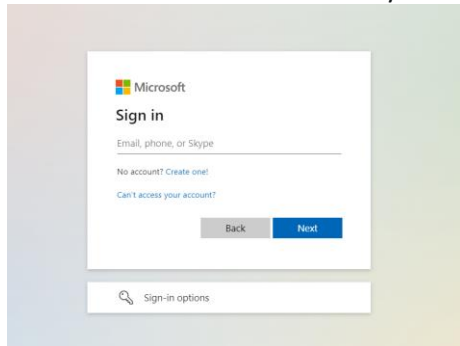 Microsoft
Sign in
Email, phone, or Skype
No account? Create one!
Can't access your account?
Back Next
Sign-in options